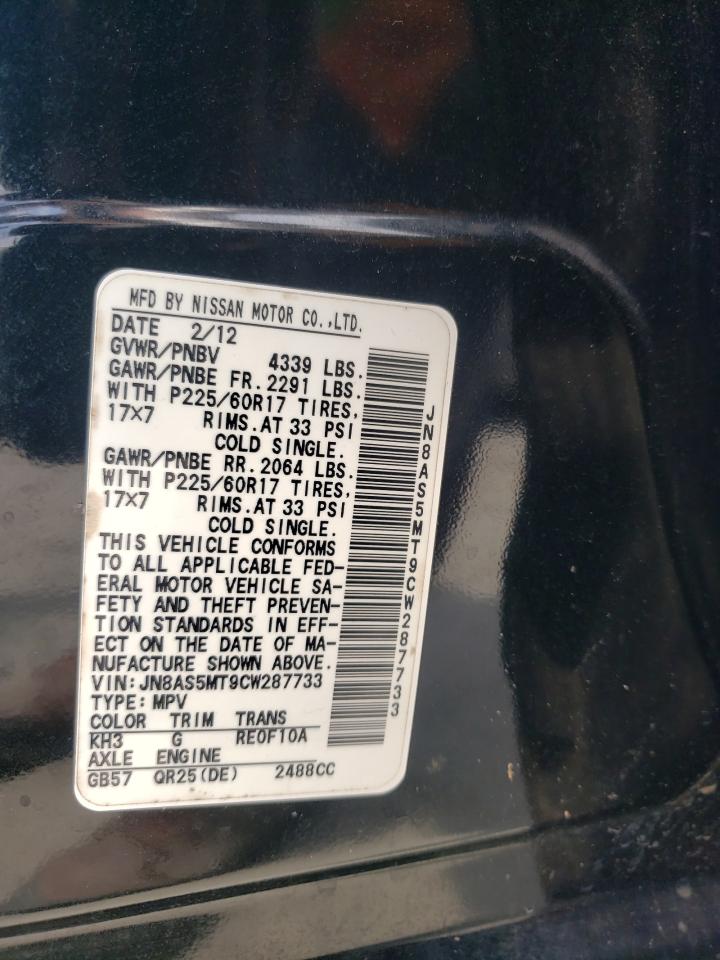 MFD BY NISSAN MOTOR CO.,LTD.
DATE 2/12
GVWR/PNBV 4339 LBS.
GAWR/PNBE FR.2291 LBS.
WITH P225/60R17 TIRES,
17×7 RIMS.AT 33 PSI
COLD SINGLE.
GAWR/PNBE RR.2064 LBS.
WITH P225/60R17 TIRES,
17×7 RIMS.AT 33 PSI
COLD SINGLE.
THIS VEHICLE CONFORMS
TO ALL APPLICABLE FED-
ERAL MOTOR VEHICLE SA-
FETY AND THEFT PREVEN-
TION STANDARDS IN EFF-
ECT ON THE DATE OF MA-
NUFACTURE SHOWN ABOVE.
VIN:JN8AS5MT9CW287733
TYPE:MPV
COLOR TRIM TRANS
KH3 G RE0F10A
AXLE ENGINE
GB57 QR25(DE) 2488CC
JN8AS5MT9CW287733